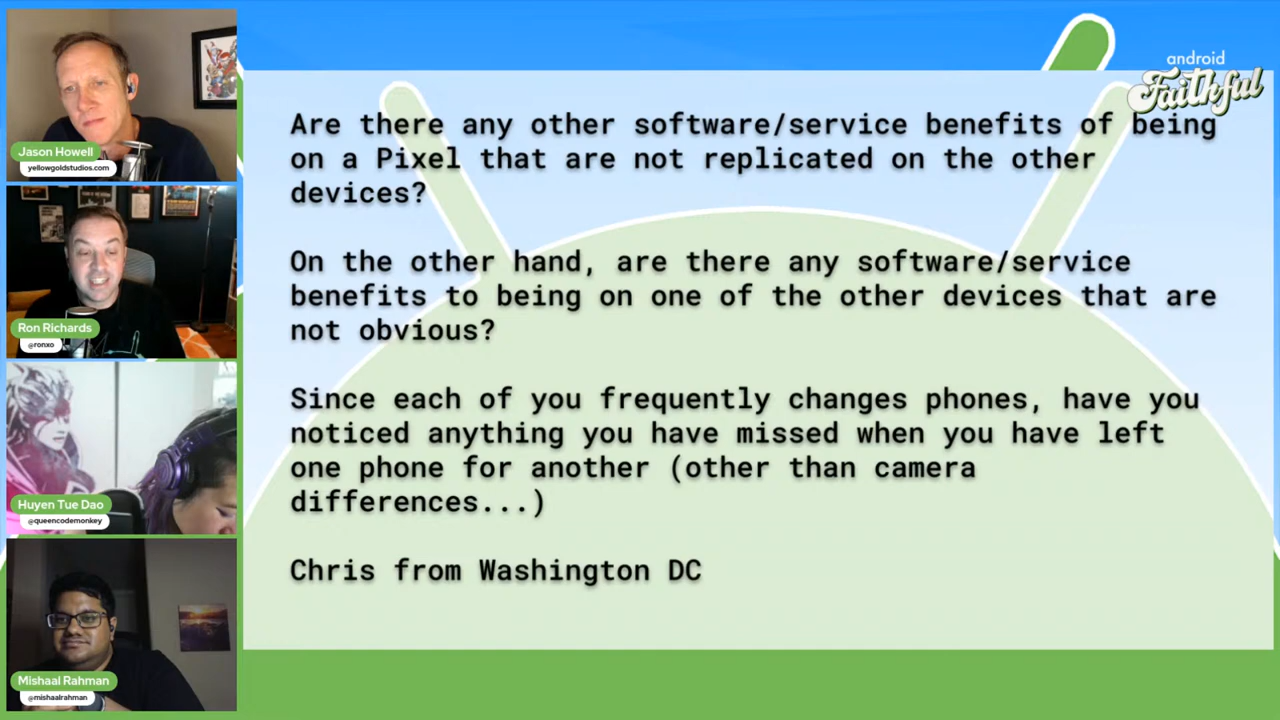 Jason Howell
yellowgoldstudios.com
Ron Richards
@ronxo
Huyen Tue Dao
@queencodemonkey
Mishaal Rahman
@mishaalrahman
android
Faithful
Are there any other software/service benefits of being
on a Pixel that are not replicated on the other
devices?
On the other hand, are there any software/service
benefits to being on one of the other devices that are
not obvious?
Since each of you frequently changes phones, have you
noticed anything you have missed when you have left
one phone for another (other than camera
differences...)
Chris from Washington DC